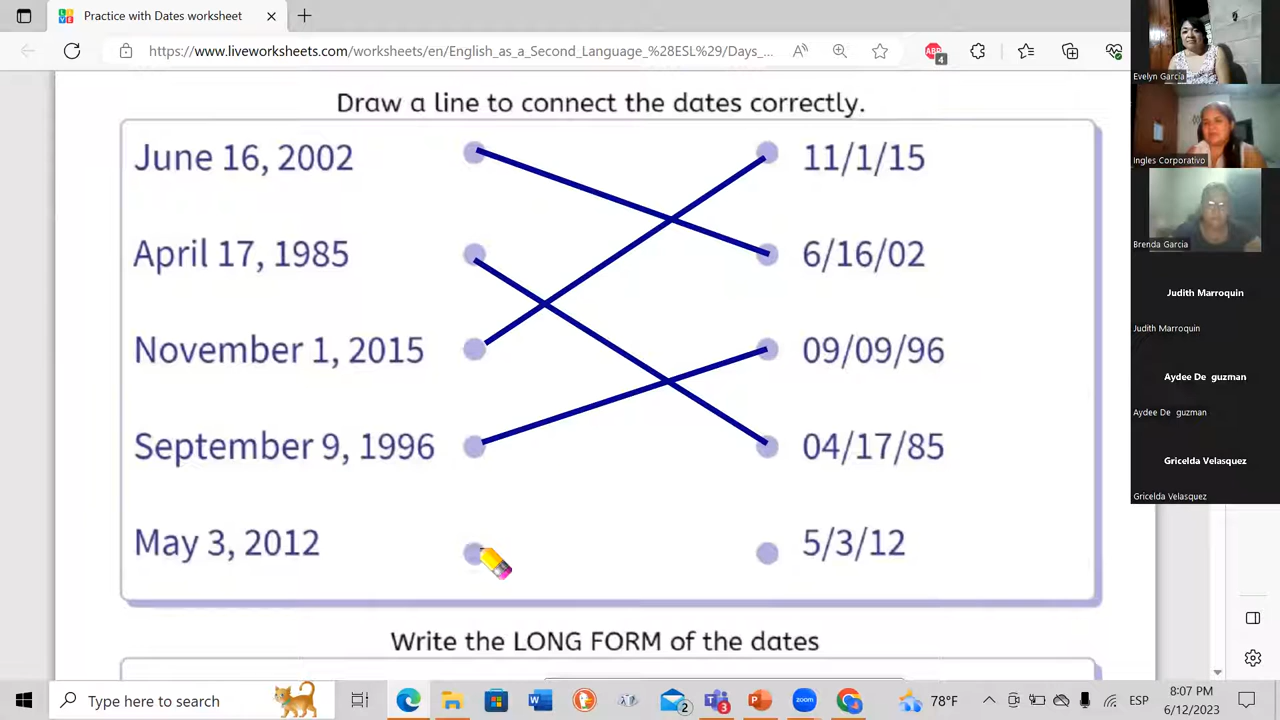 Practice with Dates worksheet
https://www.liveworksheets.com/worksheets/en/English_as_a_Second_Language_%28ESL%29/Days_...
4
Draw a line to connect the dates correctly.
June 16, 2002
11/1/15
April 17, 1985
6/16/02
November 1, 2015
09/09/96
September 9, 1996
04/17/85
May 3, 2012
5/3/12
Write the LONG FORM of the dates
Evelyn Garcia
Ingles Corporativo
Brenda Garcia
Judith Marroquin
Judith Marroquin
Aydee De guzman
Aydee De guzman
Gricelda Velasquez
Gricelda Velasquez
Type here to search
2
3
zoom
78°F
ESP
8:07 PM
6/12/2023